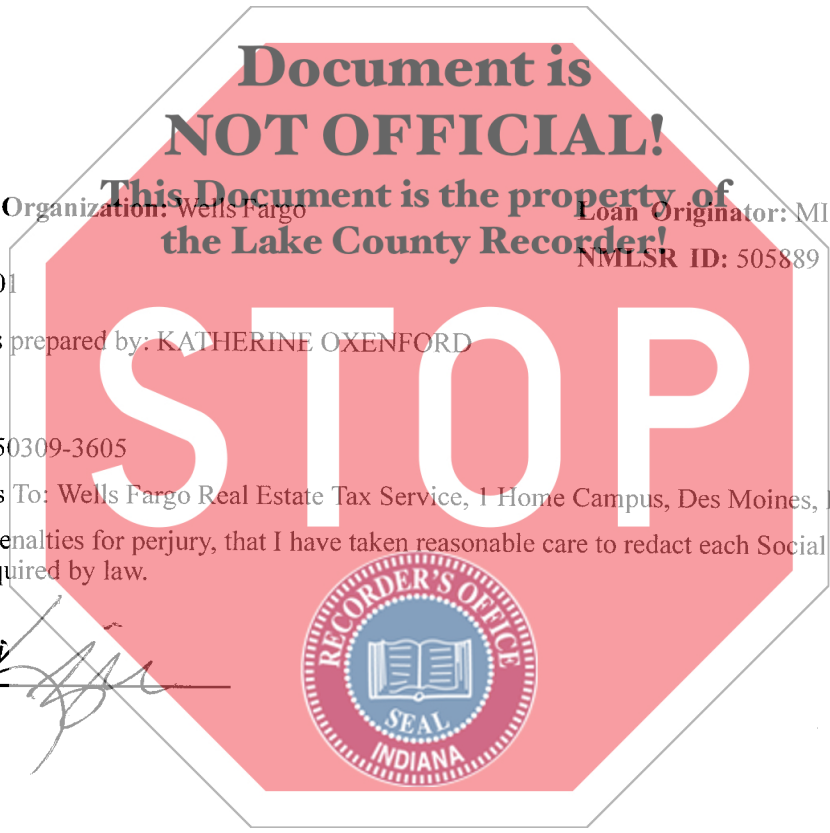 Document is
NOT OFFICIAL!
This Document is the property of
the Lake County Recorder!
Organization: Wells Fargo
Loan Originator: MI
NMLSR ID: 505889
01
s prepared by: KATHERINE OXENFORD
STOP
50309-3605
s To: Wells Fargo Real Estate Tax Service, 1 Home Campus, Des Moines,
enalties for perjury, that I have taken reasonable care to redact each Social
quired by law.
RECORDER'S OFFICE
SEAL
INDIANA